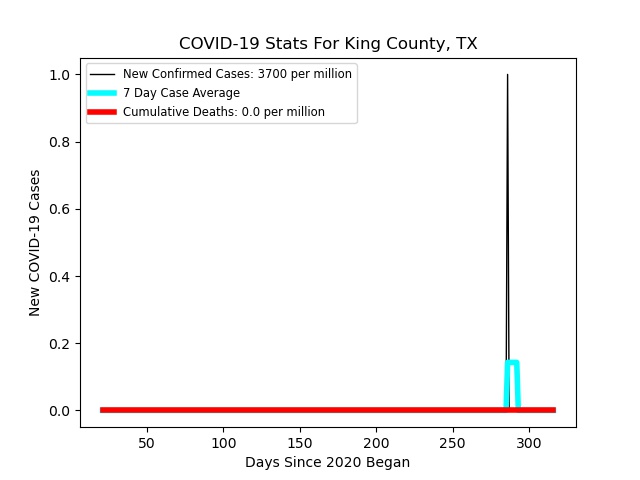 COVID-19 Stats For King County, TX
New Confirmed Cases: 3700 per million
7 Day Case Average
Cumulative Deaths: 0.0 per million
New COVID-19 Cases
1.0
0.8
0.6
0.4
0.2
0.0
50 100 150 200 250 300
Days Since 2020 Began